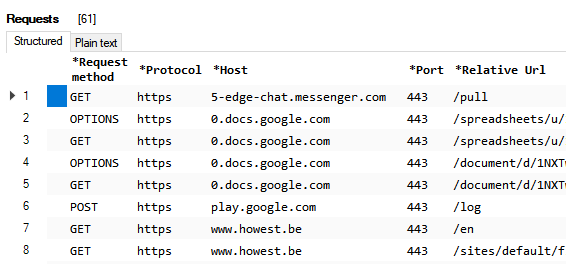 Requests [61]
Structured Plain text
*Request method *Protocol *Host *Port *Relative Url
1 GET https 5-edge-chat.messenger.com 443 /pull
2 OPTIONS https 0.docs.google.com 443 /spreadsheets/u/
3 GET https 0.docs.google.com 443 /spreadsheets/u/
4 OPTIONS https 0.docs.google.com 443 /document/d/1NXT
5 GET https 0.docs.google.com 443 /document/d/1NXT
6 POST https play.google.com 443 /log
7 GET https www.howest.be 443 /en
8 GET https www.howest.be 443 /sites/default/f